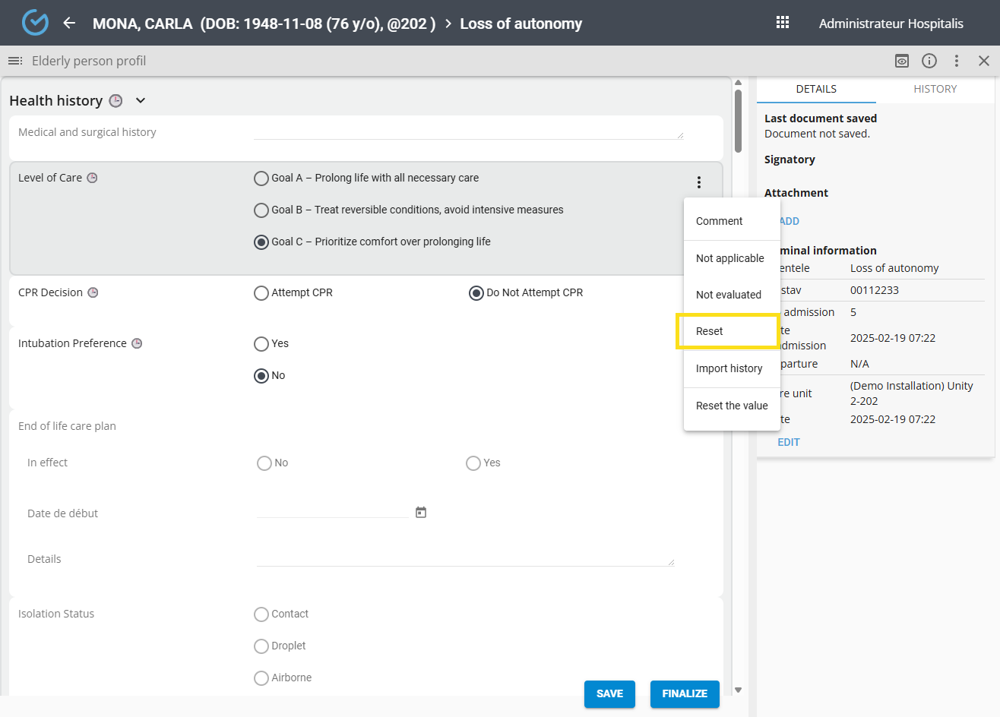 MONA, CARLA (DOB: 1948-11-08 (76 y/o), @202 ) > Loss of autonomy
Administrateur Hospitalis
Elderly person profil
Health history
Medical and surgical history
Level of Care
Goal A – Prolong life with all necessary care
Goal B – Treat reversible conditions, avoid intensive measures
Goal C – Prioritize comfort over prolonging life
CPR Decision
Attempt CPR
Do Not Attempt CPR
Intubation Preference
Yes
No
End of life care plan
In effect
No
Yes
Date de début
Details
Isolation Status
Contact
Droplet
Airborne
SAVE
FINALIZE
Comment
Not applicable
Not evaluated
Reset
Import history
Reset the value
DETAILS
HISTORY
Last document saved
Document not saved.
Signatory
Attachment
ADD
minal information
entele
Loss of autonomy
stav
00112233
admission
5
te
dmission
2025-02-19 07:22
parture
N/A
re unit
(Demo Installation) Unity
2-202
te
2025-02-19 07:22
EDIT